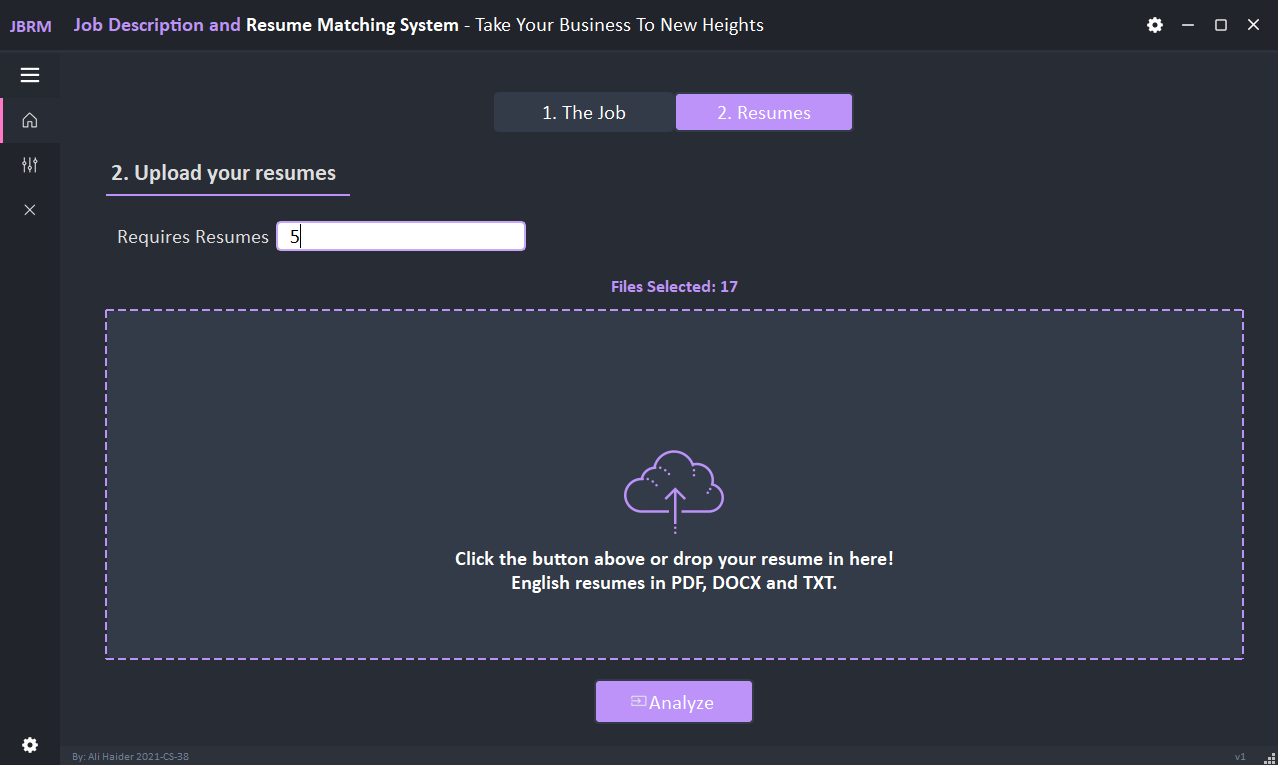 JBRM
Job Description and Resume Matching System - Take Your Business To New Heights
1. The Job
2. Resumes
2. Upload your resumes
Requires Resumes 5
Files Selected: 17
Click the button above or drop your resume in here!
English resumes in PDF, DOCX and TXT.
Analyze
By: Ali Haider 2021-CS-38
v1